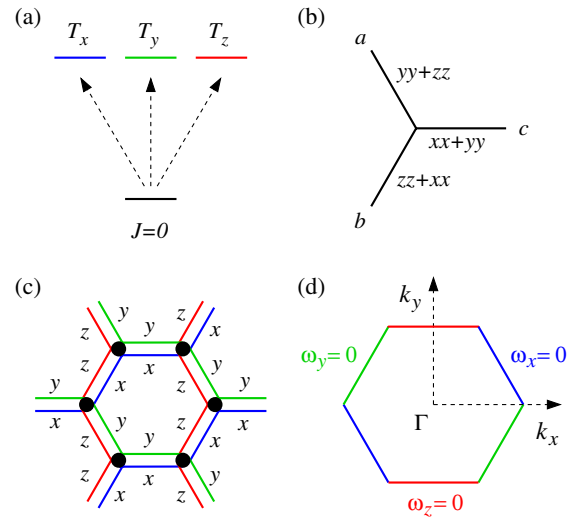 (a)
T_x T_y T_z
J=0
(b)
a
yy+zz
c
xx+yy
zz+xx
b
(c)
y z
z y x
z x z y
y y
x x
z y z x
z y y
x z
(d)
k_y
ω_y=0 ω_x=0
Γ
k_x
ω_z=0